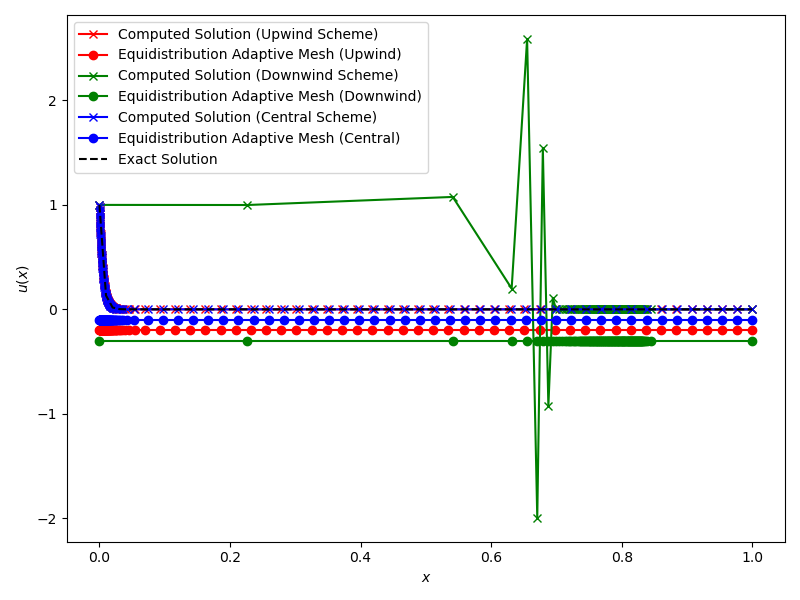 Computed Solution (Upwind Scheme)
Equidistribution Adaptive Mesh (Upwind)
Computed Solution (Downwind Scheme)
Equidistribution Adaptive Mesh (Downwind)
Computed Solution (Central Scheme)
Equidistribution Adaptive Mesh (Central)
Exact Solution
2
1
0
−1
−2
u(x)
0.0 0.2 0.4 0.6 0.8 1.0
x